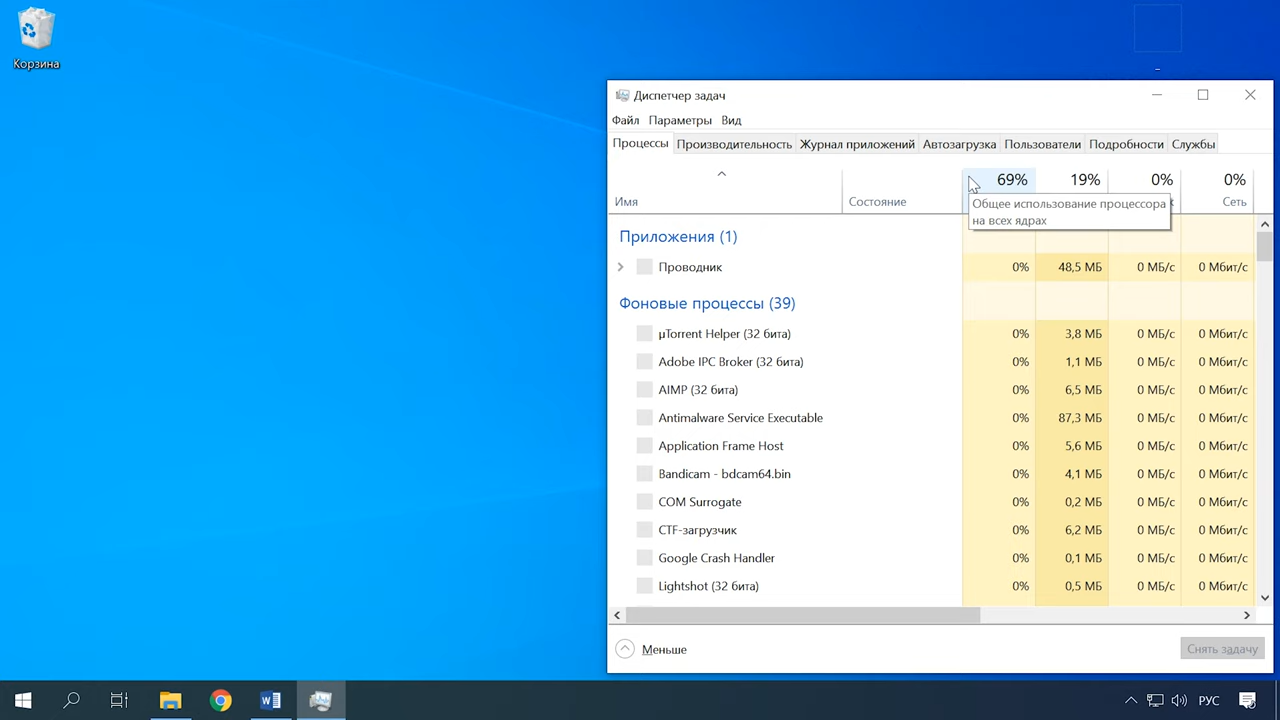 Корзина
Диспетчер задач
Файл Параметры Вид
Процессы Производительность Журнал приложений Автозагрузка Пользователи Подробности Службы
69% 19% 0% 0%
Имя Состояние Сеть
Общее использование процессора
на всех ядрах
Приложения (1)
Проводник 0% 48,5 МБ 0 МБ/с 0 Мбит/с
Фоновые процессы (39)
µTorrent Helper (32 бита) 0% 3,8 МБ 0 МБ/с 0 Мбит/с
Adobe IPC Broker (32 бита) 0% 1,1 МБ 0 МБ/с 0 Мбит/с
AIMP (32 бита) 0% 6,5 МБ 0 МБ/с 0 Мбит/с
Antimalware Service Executable 0% 87,3 МБ 0 МБ/с 0 Мбит/с
Application Frame Host 0% 5,6 МБ 0 МБ/с 0 Мбит/с
Bandicam - bdcam64.bin 0% 4,1 МБ 0 МБ/с 0 Мбит/с
COM Surrogate 0% 0,2 МБ 0 МБ/с 0 Мбит/с
CTF-загрузчик 0% 6,2 МБ 0 МБ/с 0 Мбит/с
Google Crash Handler 0% 0,1 МБ 0 МБ/с 0 Мбит/с
Lightshot (32 бита) 0% 0,5 МБ 0 МБ/с 0 Мбит/с
Меньше
Снять задачу
РУС